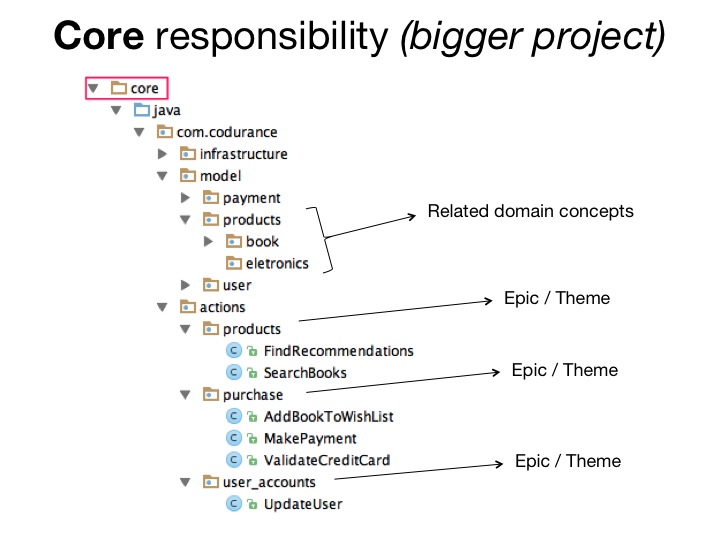 Core responsibility (bigger project)
core
java
com.codurance
infrastructure
model
payment
products
Related domain concepts
book
eletronics
user
Epic / Theme
actions
products
FindRecommendations
Epic / Theme
SearchBooks
purchase
AddBookToWishList
MakePayment
ValidateCreditCard
Epic / Theme
user_accounts
UpdateUser